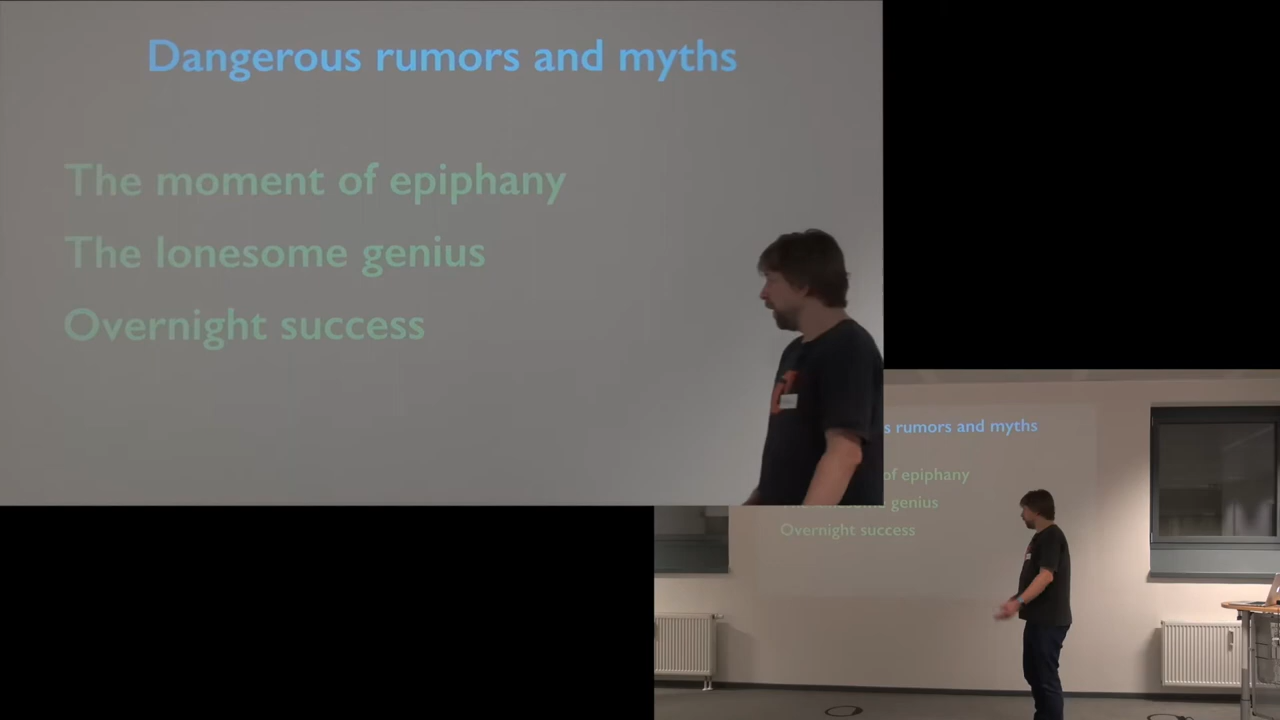 Dangerous rumors and myths
The moment of epiphany
The lonesome genius
Overnight success
s rumors and myths
of epiphany
genius
Overnight success